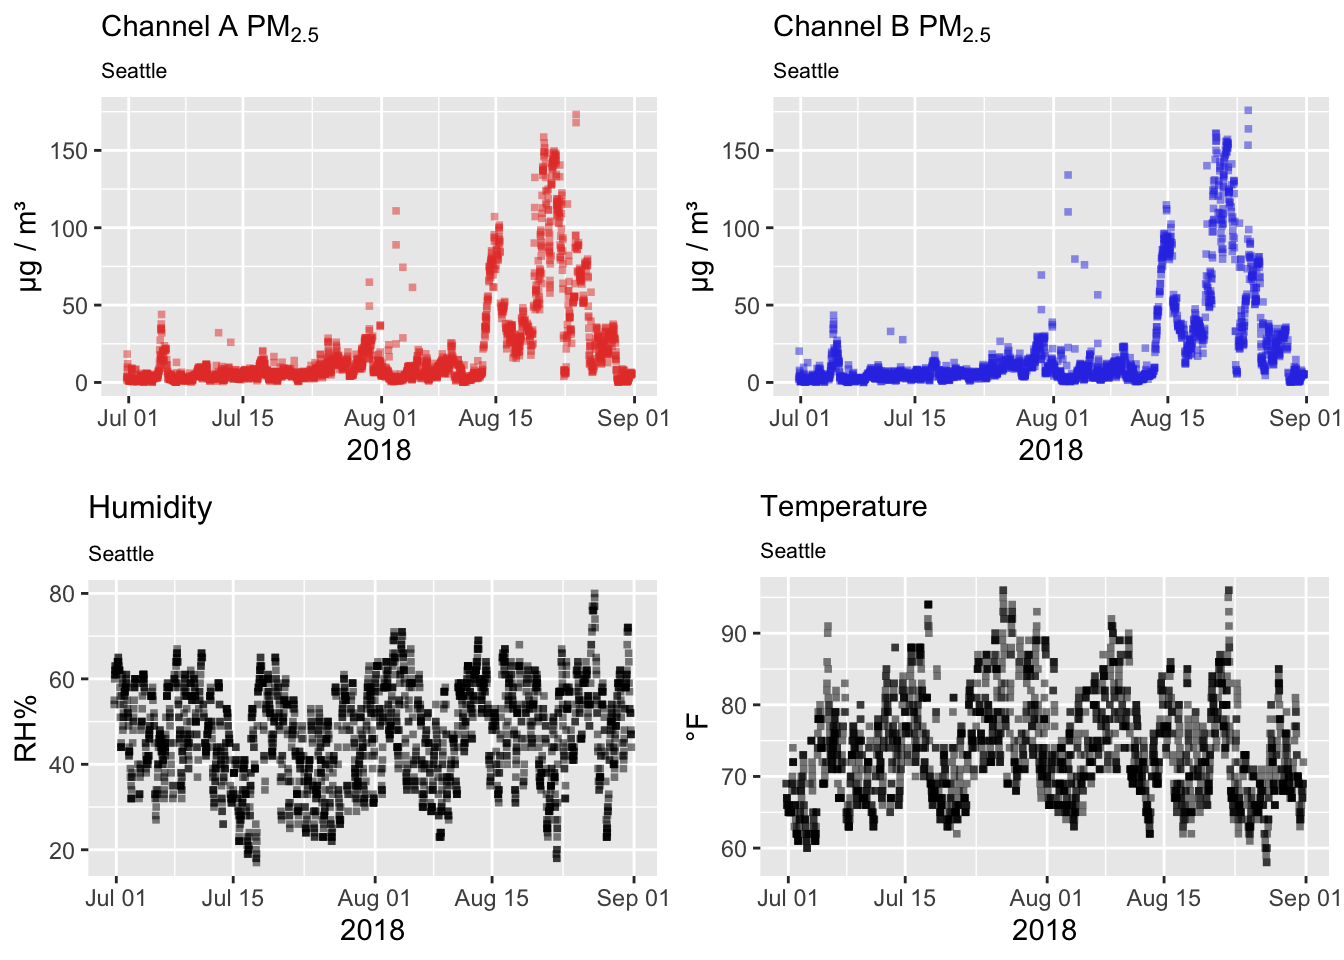 Channel A PM2.5
Seattle
µg / m³
150
100
50
0
Jul 01 Jul 15 Aug 01 Aug 15 Sep 01
2018
Channel B PM2.5
Seattle
µg / m³
150
100
50
0
Jul 01 Jul 15 Aug 01 Aug 15 Sep 01
2018
Humidity
Seattle
RH%
80
60
40
20
Jul 01 Jul 15 Aug 01 Aug 15 Sep 01
2018
Temperature
Seattle
°F
90
80
70
60
Jul 01 Jul 15 Aug 01 Aug 15 Sep 01
2018